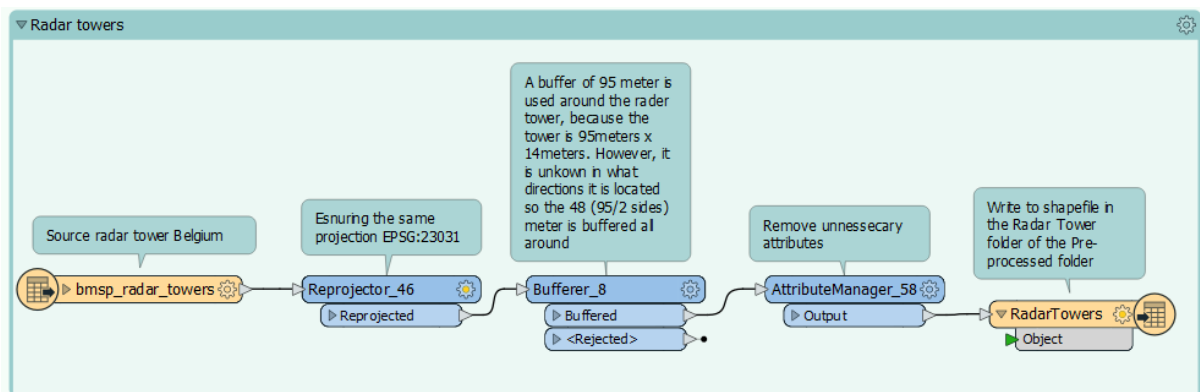 Radar towers
A buffer of 95 meter is
used around the rader
tower, because the
tower is 95meters x
14meters. However, it
is unkown in what
directions it is located
so the 48 (95/2 sides)
meter is buffered all
around
Source radar tower Belgium
Esnuring the same
projection EPSG:23031
Remove unnessecary
attributes
Write to shapefile in
the Radar Tower
folder of the Pre-
processed folder
bmsp_radar_towers
Reprojector_46
Reprojected
Bufferer_8
Buffered
<Rejected>
AttributeManager_58
Output
RadarTowers
Object